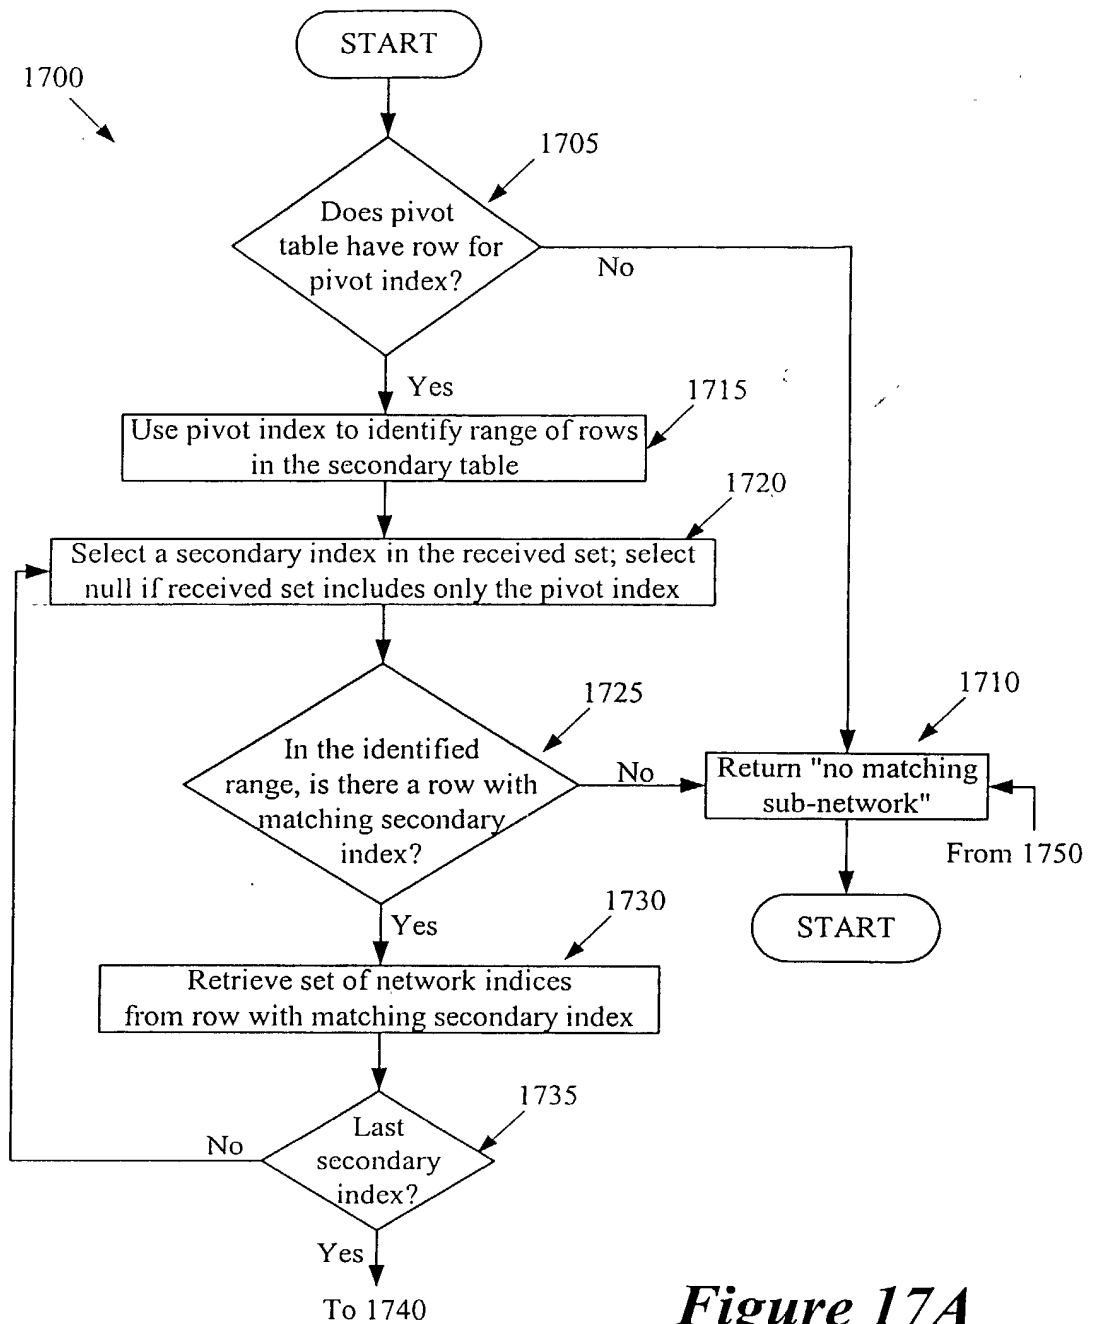 START
1700
1705
Does pivot
table have row for
pivot index?
No
Yes
1715
Use pivot index to identify range of rows
in the secondary table
1720
Select a secondary index in the received set; select
null if received set includes only the pivot index
1725
In the identified
range, is there a row with
matching secondary
index?
No
1710
Return "no matching
sub-network"
From 1750
START
Yes
1730
Retrieve set of network indices
from row with matching secondary index
1735
Last
secondary
index?
No
Yes
To 1740
Figure 17A